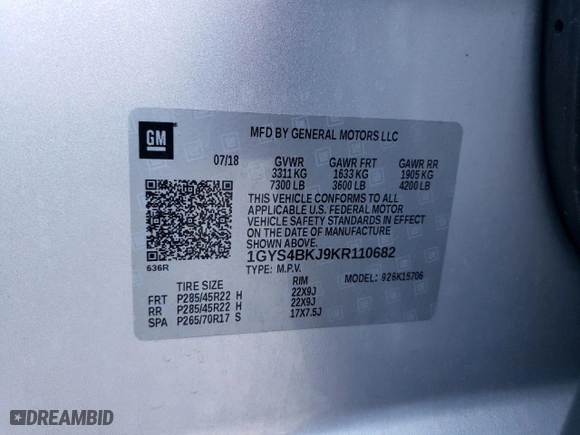 GM
MFD BY GENERAL MOTORS LLC
07/18 GVWR GAWR FRT GAWR RR
3311 KG 1633 KG 1905 KG
7300 LB 3600 LB 4200 LB
THIS VEHICLE CONFORMS TO ALL
APPLICABLE U.S. FEDERAL MOTOR
VEHICLE SAFETY STANDARDS IN EFFECT
ON THE DATE OF MANUFACTURE
SHOWN ABOVE.
1GYS4BKJ9KR110682
636R
TYPE: M.P.V. MODEL: 926K15706
TIRE SIZE RIM
FRT P285/45R22 H 22X9J
RR P285/45R22 H 22X9J
SPA P265/70R17 S 17X7.5J
DREAMBID